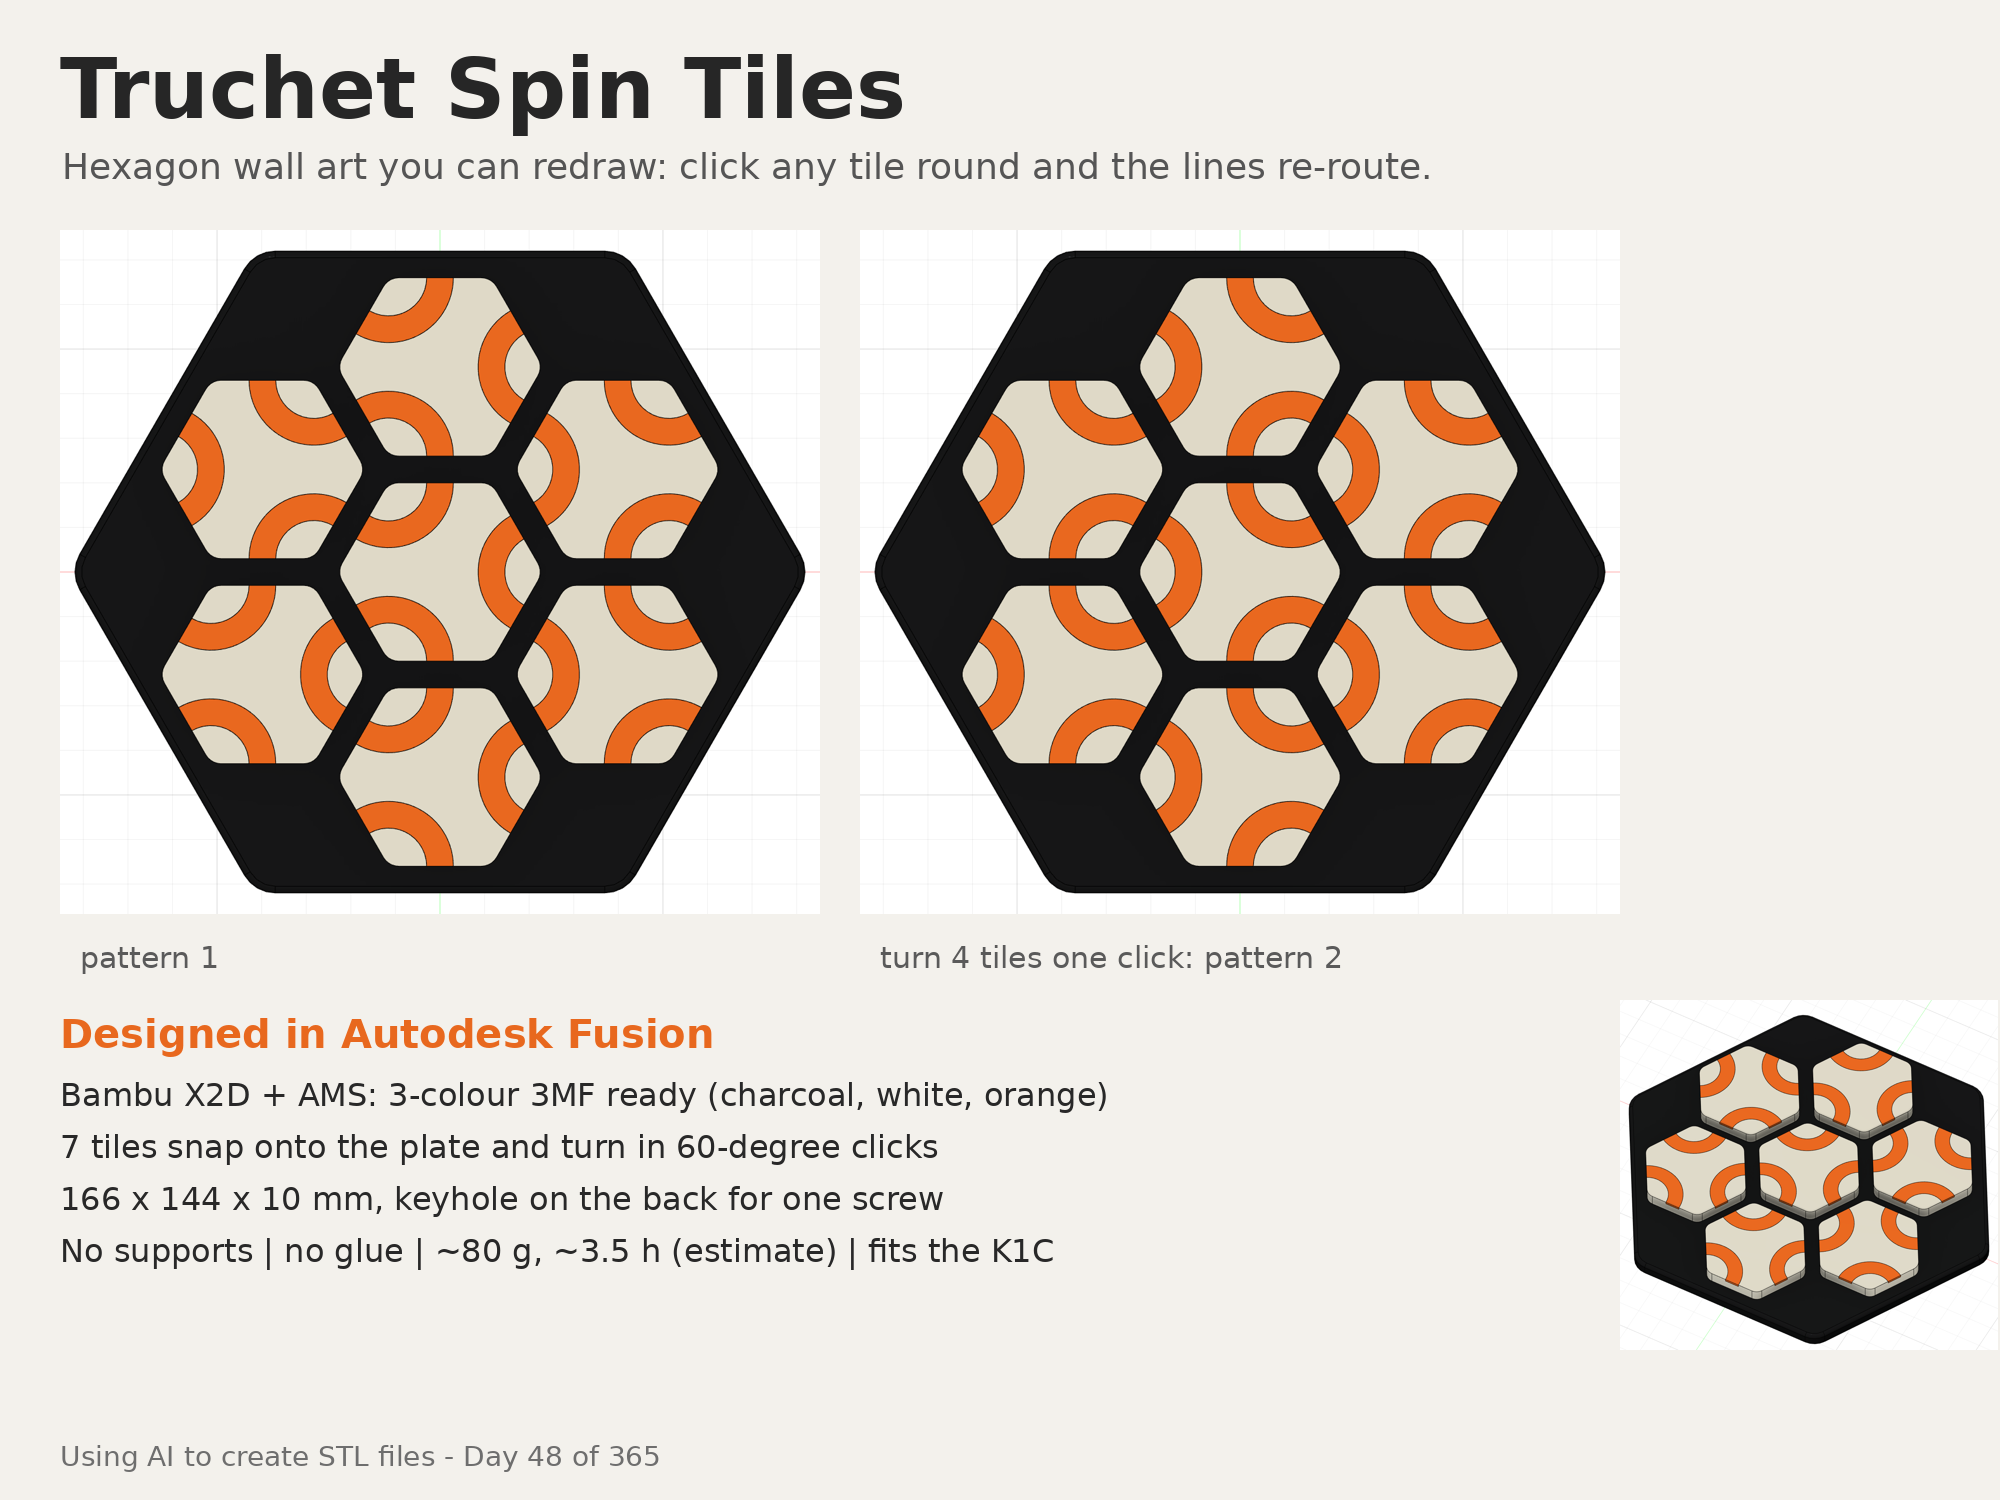 Truchet Spin Tiles
Hexagon wall art you can redraw: click any tile round and the lines re-route.
pattern 1
turn 4 tiles one click: pattern 2
Designed in Autodesk Fusion
Bambu X2D + AMS: 3-colour 3MF ready (charcoal, white, orange)
7 tiles snap onto the plate and turn in 60-degree clicks
166 x 144 x 10 mm, keyhole on the back for one screw
No supports | no glue | ~80 g, ~3.5 h (estimate) | fits the K1C
Using AI to create STL files - Day 48 of 365